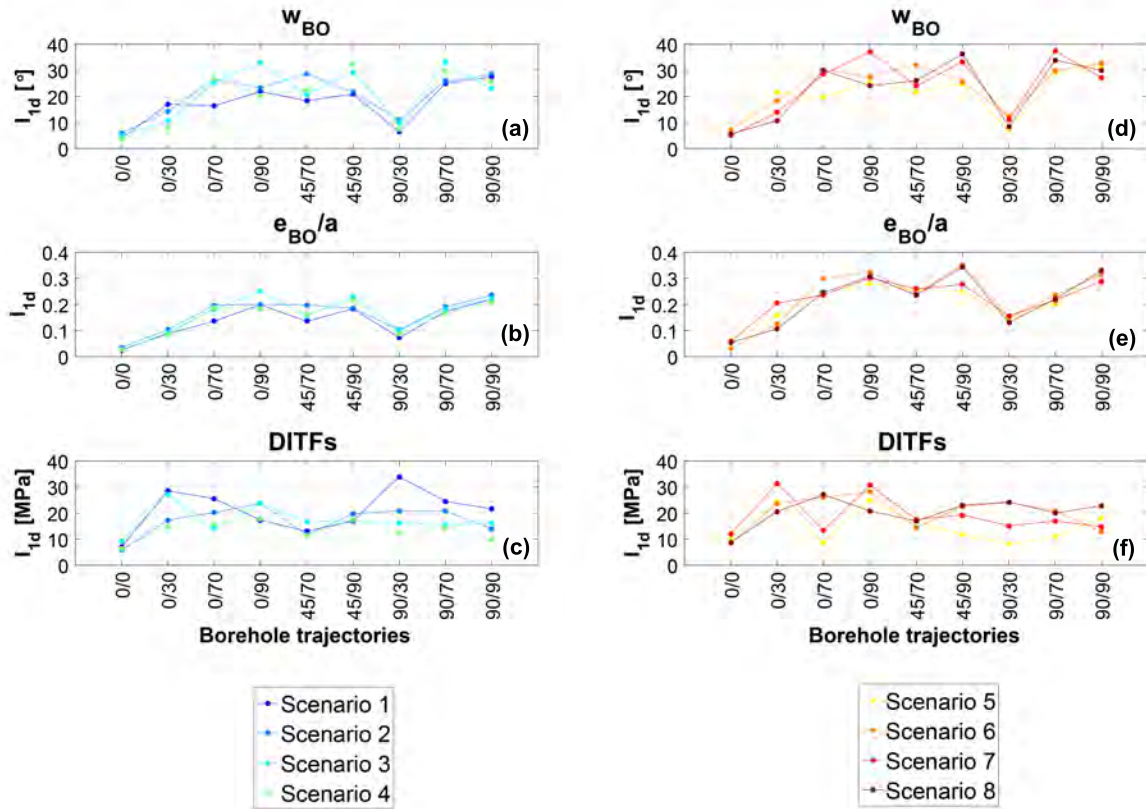 w_BO
40
30
20
10
0
I_1d [°]
(a)
0/0 0/30 0/70 0/90 45/70 45/90 90/30 90/70 90/90
e_BO/a
0.4
0.3
0.2
0.1
0
I_1d
(b)
0/0 0/30 0/70 0/90 45/70 45/90 90/30 90/70 90/90
DITFs
40
30
20
10
0
I_1d [MPa]
(c)
0/0 0/30 0/70 0/90 45/70 45/90 90/30 90/70 90/90
Borehole trajectories
Scenario 1
Scenario 2
Scenario 3
Scenario 4
w_BO
40
30
20
10
0
I_1d [°]
(d)
0/0 0/30 0/70 0/90 45/70 45/90 90/30 90/70 90/90
e_BO/a
0.4
0.3
0.2
0.1
0
I_1d
(e)
0/0 0/30 0/70 0/90 45/70 45/90 90/30 90/70 90/90
DITFs
40
30
20
10
0
I_1d [MPa]
(f)
0/0 0/30 0/70 0/90 45/70 45/90 90/30 90/70 90/90
Borehole trajectories
Scenario 5
Scenario 6
Scenario 7
Scenario 8